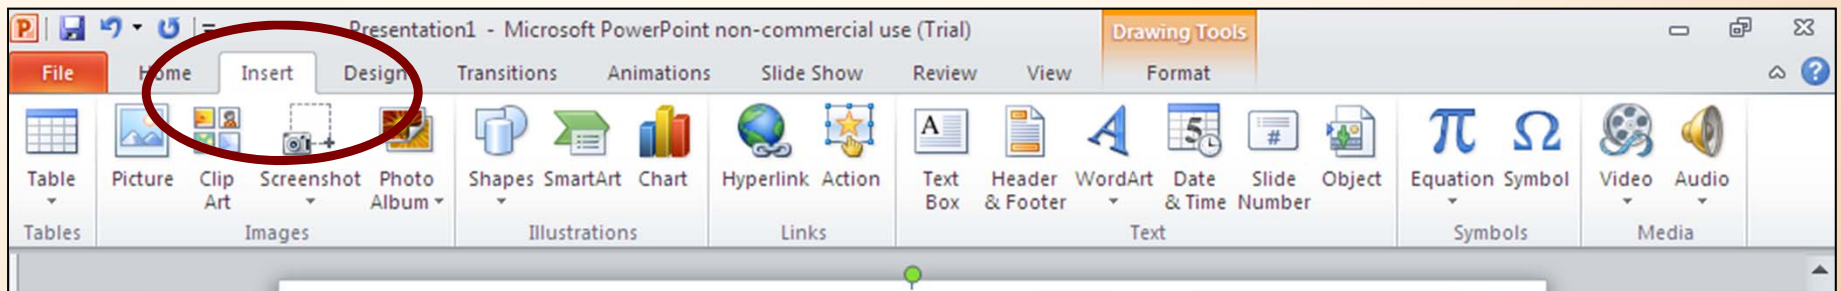 Presentation1 - Microsoft PowerPoint non-commercial use (Trial) Drawing Tools
File Home Insert Design Transitions Animations Slide Show Review View Format
Table Picture Clip Art Screenshot Photo Album Shapes SmartArt Chart Hyperlink Action Text Box Header & Footer WordArt Date & Time Slide Number Object Equation Symbol Video Audio
Tables Images Illustrations Links Text Symbols Media